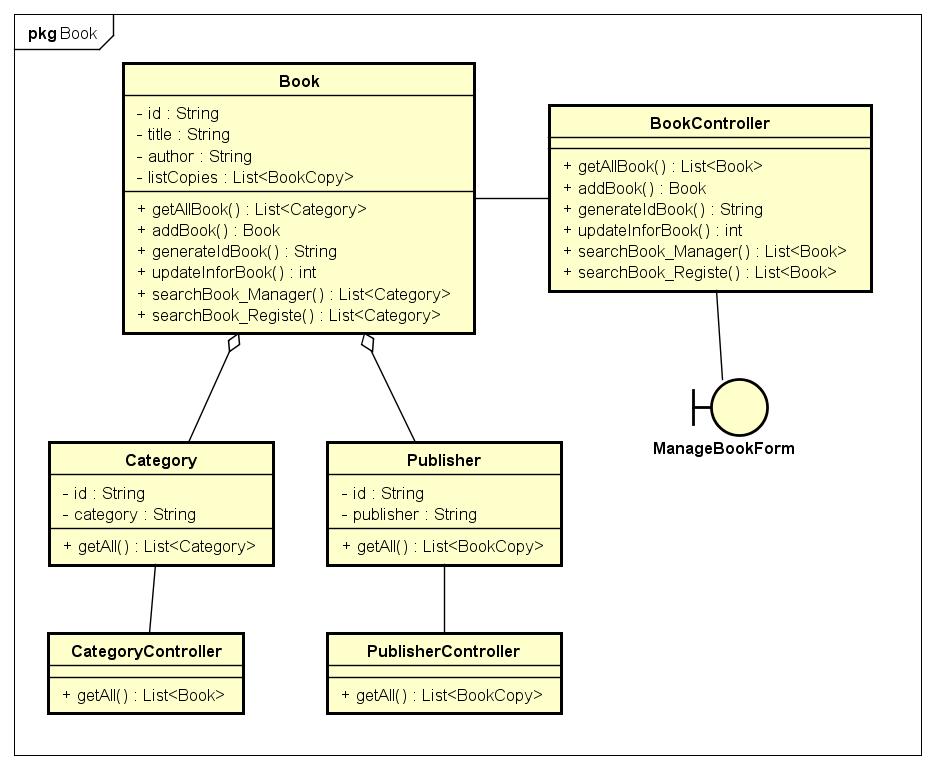 pkg Book
Book
- id : String
- title : String
- author : String
- listCopies : List<BookCopy>
+ getAllBook() : List<Category>
+ addBook() : Book
+ generateIdBook() : String
+ updateInforBook() : int
+ searchBook_Manager() : List<Category>
+ searchBook_Registe() : List<Category>
BookController
+ getAllBook() : List<Book>
+ addBook() : Book
+ generateIdBook() : String
+ updateInforBook() : int
+ searchBook_Manager() : List<Book>
+ searchBook_Registe() : List<Book>
ManageBookForm
Category
- id : String
- category : String
+ getAll() : List<Category>
Publisher
- id : String
- publisher : String
+ getAll() : List<BookCopy>
CategoryController
+ getAll() : List<Book>
PublisherController
+ getAll() : List<BookCopy>